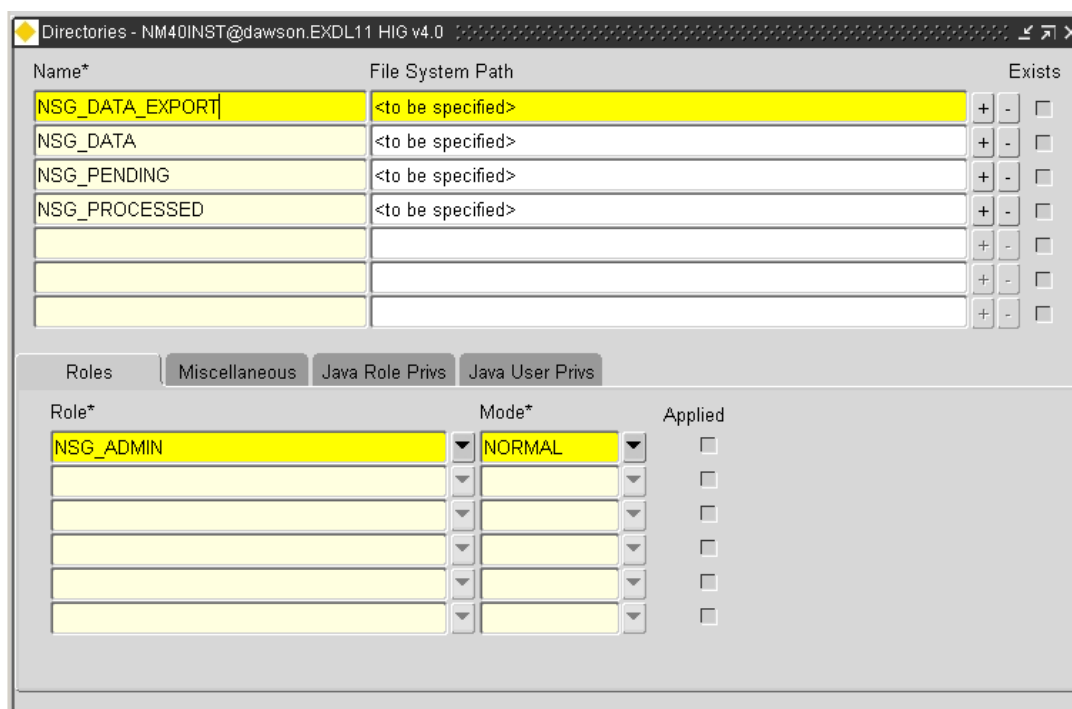 Directories - NM40INST@dawson.EXDL11 HIG v4.0
Name* File System Path Exists
NSG_DATA_EXPORT <to be specified> + -
NSG_DATA <to be specified> + -
NSG_PENDING <to be specified> + -
NSG_PROCESSED <to be specified> + -
+ -
+ -
+ -
Roles Miscellaneous Java Role Privs Java User Privs
Role* Mode* Applied
NSG_ADMIN NORMAL